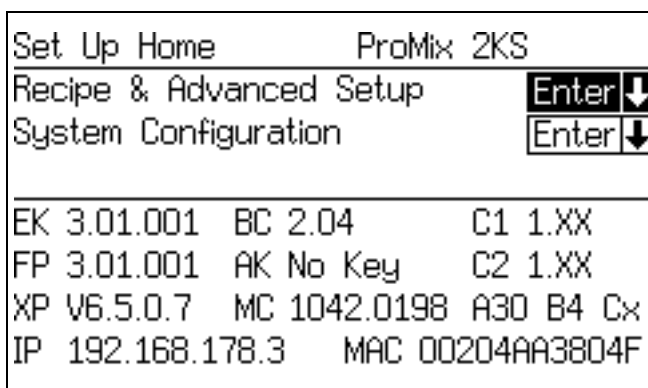 Set Up Home ProMix 2KS
Recipe & Advanced Setup Enter
System Configuration Enter
EK 3.01.001 BC 2.04 C1 1.XX
FP 3.01.001 AK No Key C2 1.XX
XP V6.5.0.7 MC 1042.0198 A30 B4 Cx
IP 192.168.178.3 MAC 00204AA3804F